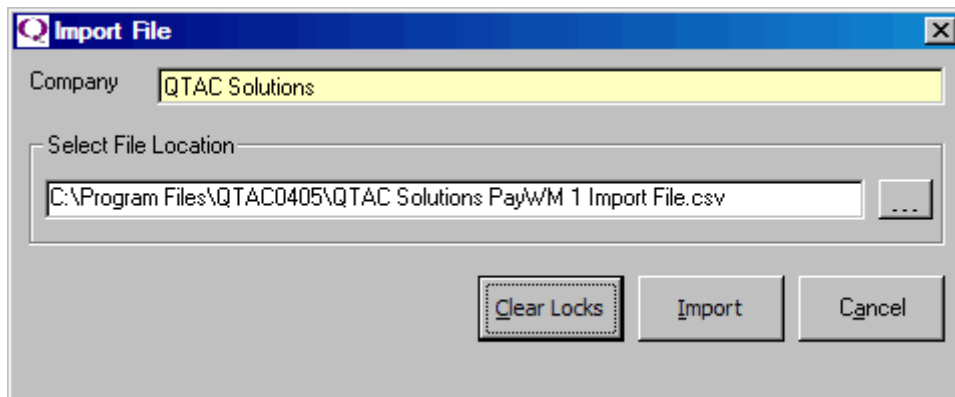 Q Import File
Company QTAC Solutions
Select File Location
C:\Program Files\QTAC0405\QTAC Solutions PayWM 1 Import File.csv ...
Clear Locks Import Cancel